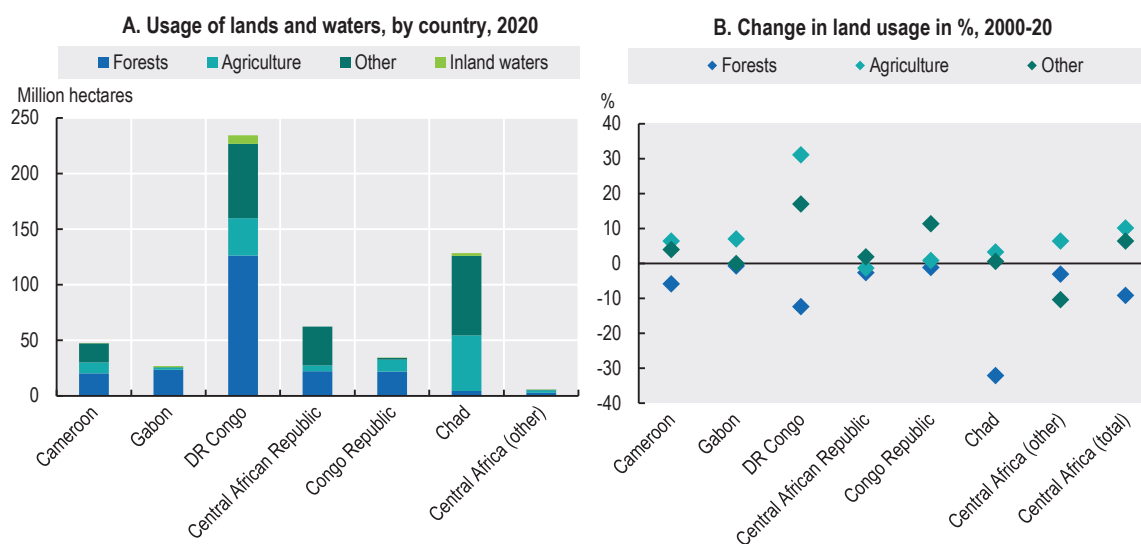 A. Usage of lands and waters, by country, 2020
Forests Agriculture Other Inland waters
Million hectares
250
200
150
100
50
0
Cameroon
Gabon
DR Congo
Central African Republic
Congo Republic
Chad
Central Africa (other)
B. Change in land usage in %, 2000-20
Forests Agriculture Other
%
40
30
20
10
0
-10
-20
-30
-40
Cameroon
Gabon
DR Congo
Central African Republic
Congo Republic
Chad
Central Africa (other)
Central Africa (total)